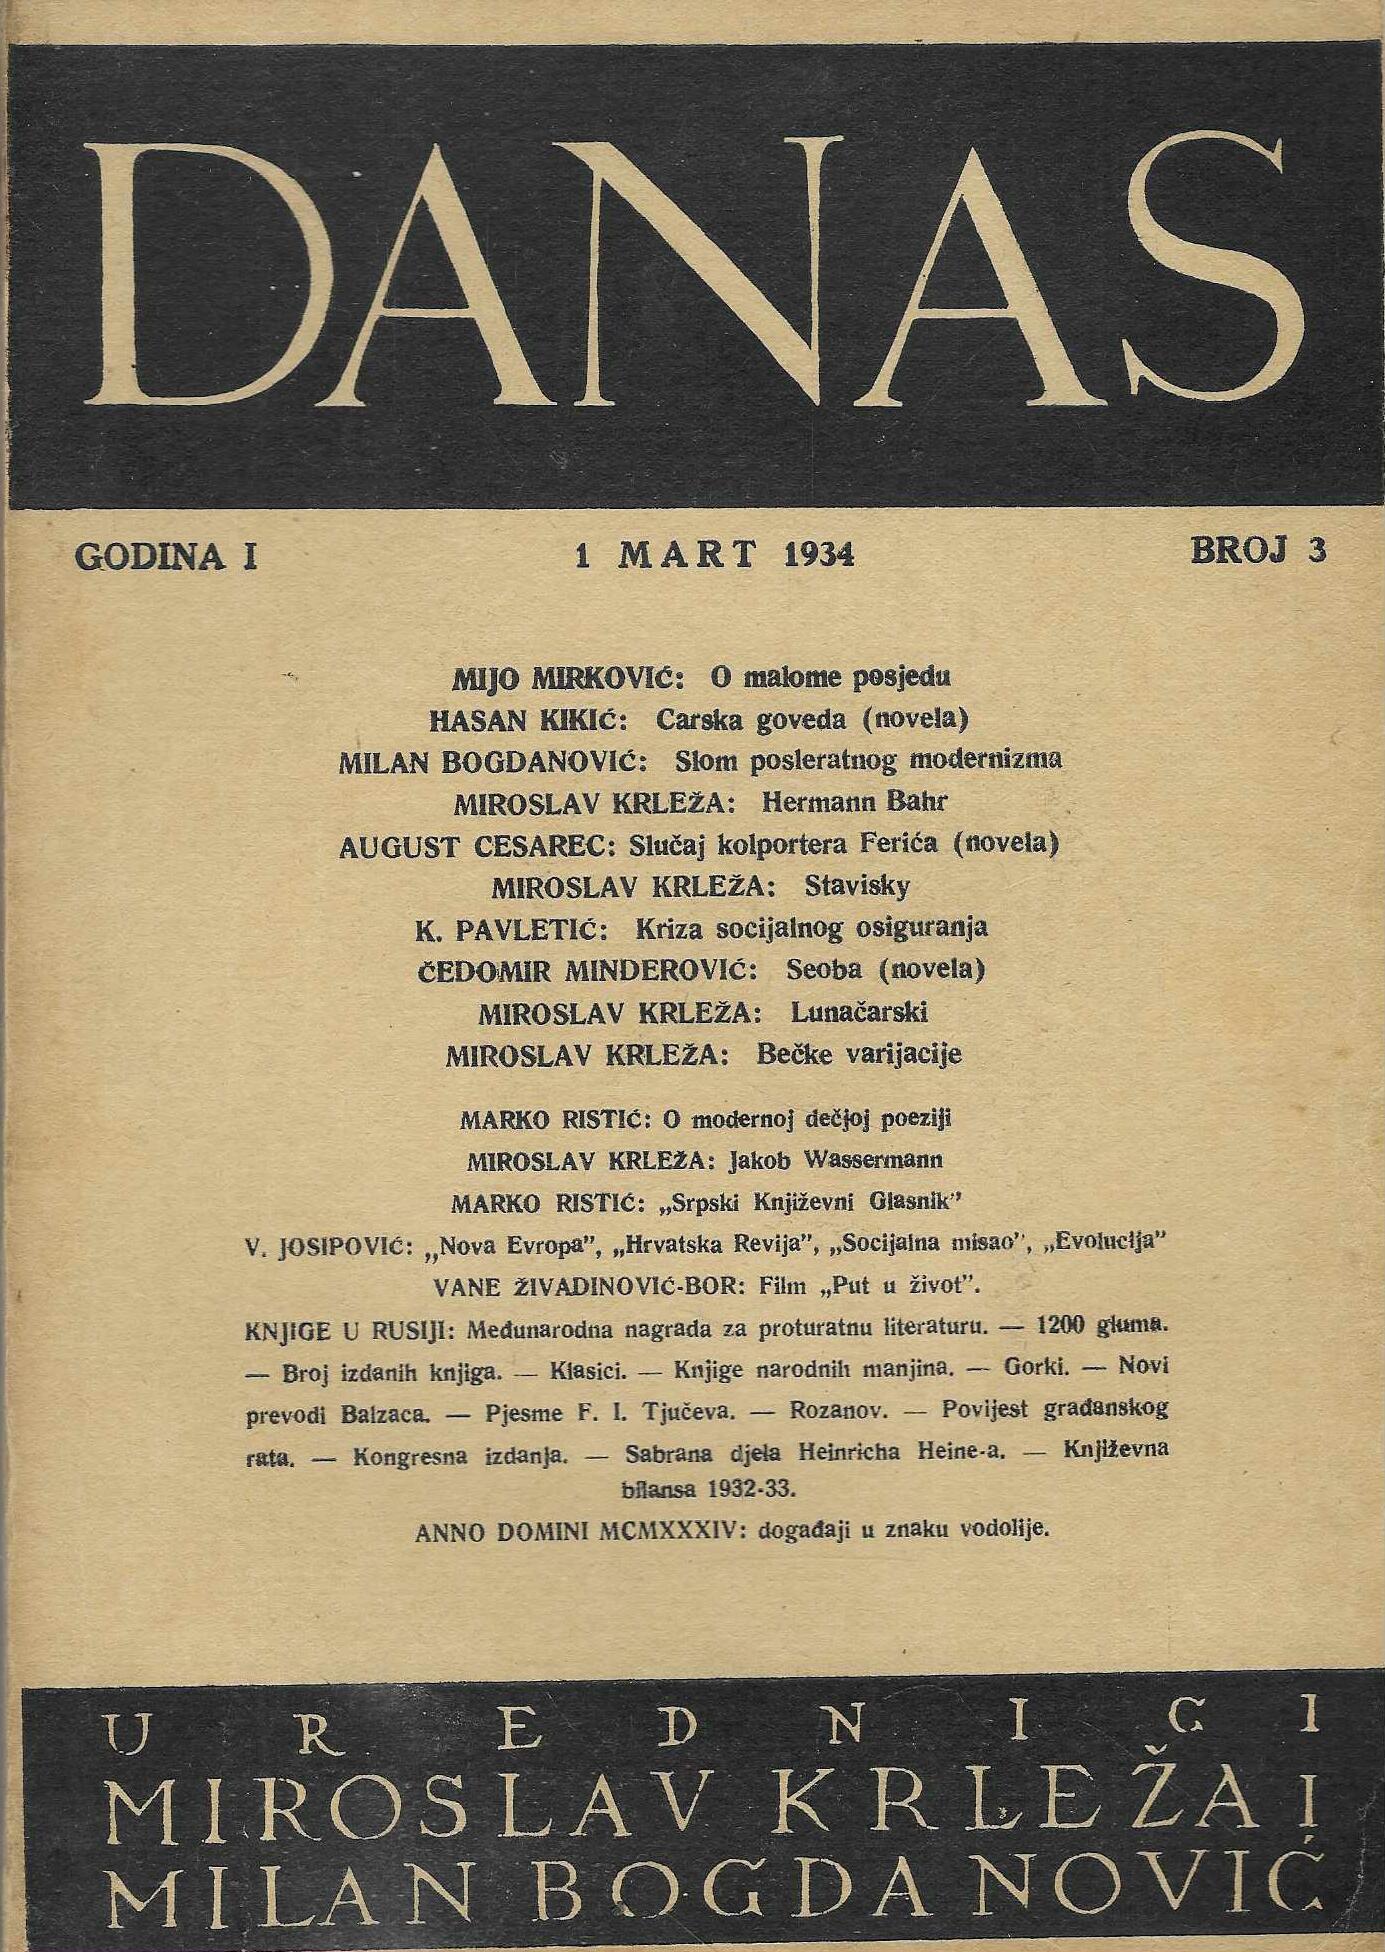 DANAS
GODINA I 1 MART 1934 BROJ 3
MIJO MIRKOVIĆ: O malome posjedu
HASAN KIKIĆ: Carska goveda (novela)
MILAN BOGDANOVIĆ: Slom posleratnog modernizma
MIROSLAV KRLEŽA: Hermann Bahr
AUGUST CESAREC: Slučaj kolportera Ferića (novela)
MIROSLAV KRLEŽA: Stavisky
K. PAVLETIĆ: Kriza socijalnog osiguranja
ČEDOMIR MINDEROVIĆ: Seoba (novela)
MIROSLAV KRLEŽA: Lunačarski
MIROSLAV KRLEŽA: Bečke varijacije
MARKO RISTIĆ: O modernoj dečjoj poeziji
MIROSLAV KRLEŽA: Jakob Wassermann
MARKO RISTIĆ: „Srpski Književni Glasnik”
V. JOSIPOVIĆ: „Nova Evropa”, „Hrvatska Revija”, „Socijalna misao”, „Evolucija”
VANE ŽIVADINOVIĆ-BOR: Film „Put u život”.
KNJIGE U RUSIJI: Međunarodna nagrada za proturatnu literaturu. — 1200 gluma.
— Broj izdanih knjiga. — Klasici. — Knjige narodnih manjina. — Gorki. — Novi
prevodi Balzaca. — Pjesme F. I. Tjučeva. — Rozanov. — Povijest građanskog
rata. — Kongresna izdanja. — Sabrana djela Heinricha Heine-a. — Književna
bilansa 1932-33.
ANNO DOMINI MCMXXXIV: događaji u znaku vodolije.
UREDNICI
MIROSLAV KRLEŽA I
MILAN BOGDANOVIĆ